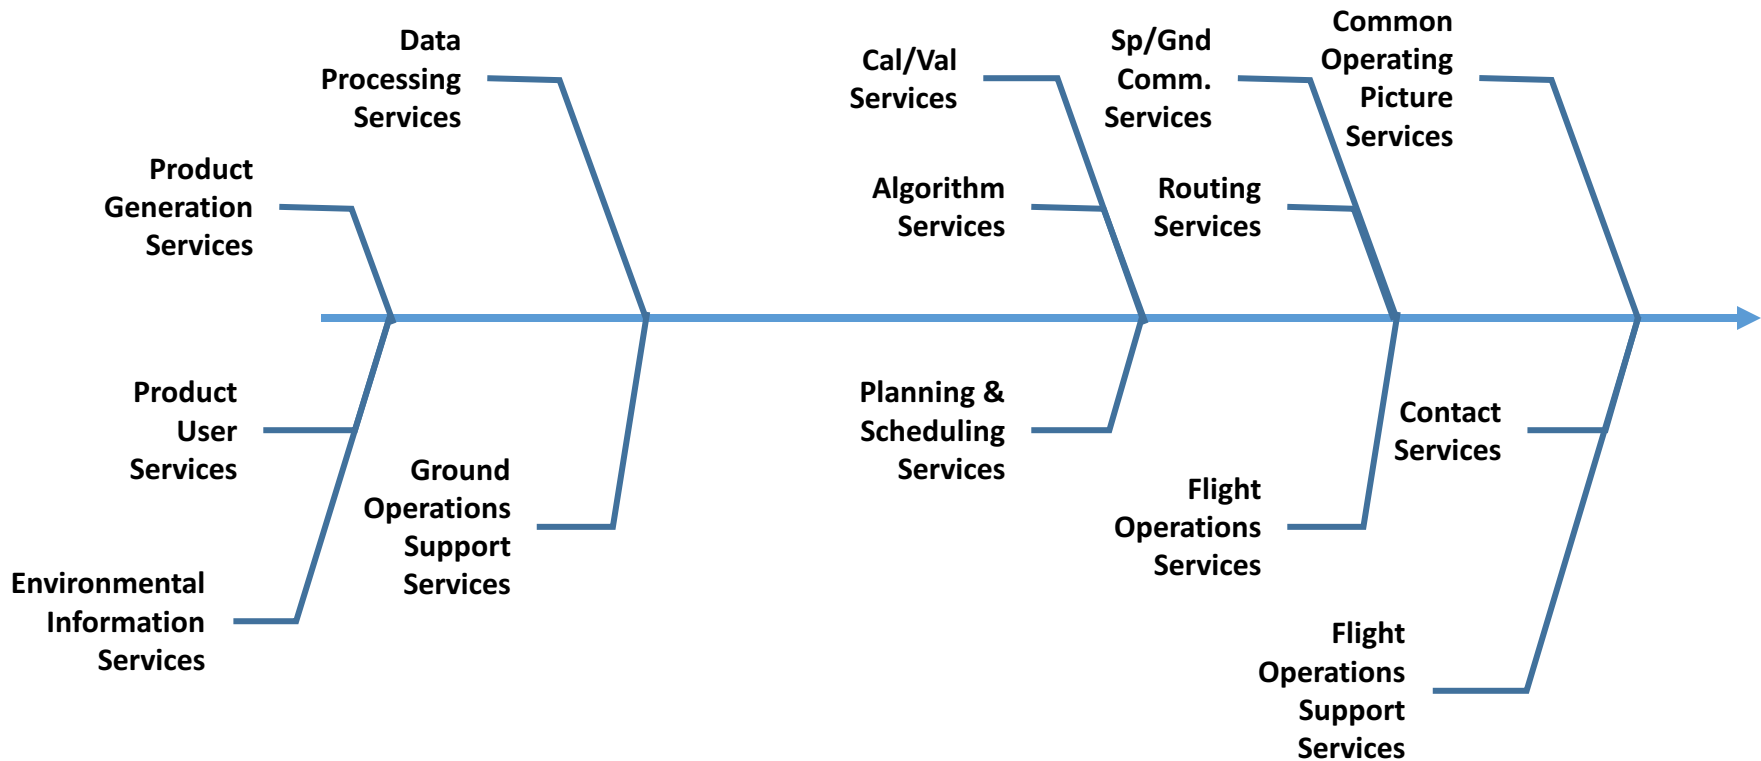 Data
Processing
Services
Cal/Val
Services
Sp/Gnd
Comm.
Services
Common
Operating
Picture
Services
Product
Generation
Services
Algorithm
Services
Routing
Services
Product
User
Services
Planning &
Scheduling
Services
Contact
Services
Ground
Operations
Support
Services
Flight
Operations
Services
Environmental
Information
Services
Flight
Operations
Support
Services